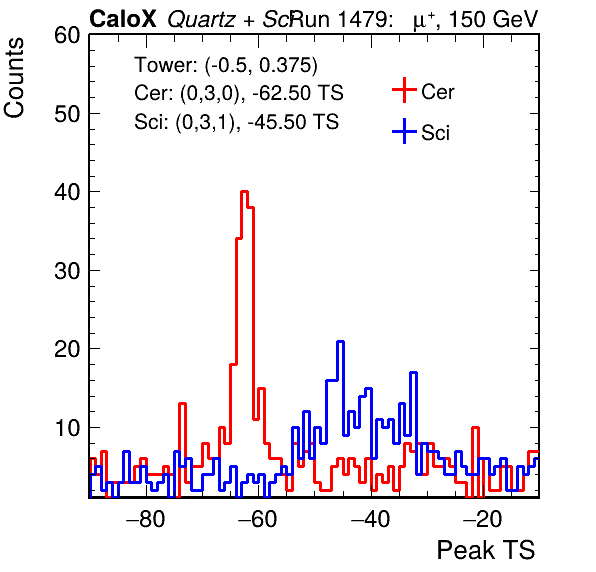 CaloX Quartz + Sci Run 1479: μ⁺, 150 GeV
Counts
60
50
40
30
20
10
Tower: (-0.5, 0.375)
Cer: (0,3,0), -62.50 TS
Sci: (0,3,1), -45.50 TS
Cer
Sci
−80 −60 −40 −20
Peak TS